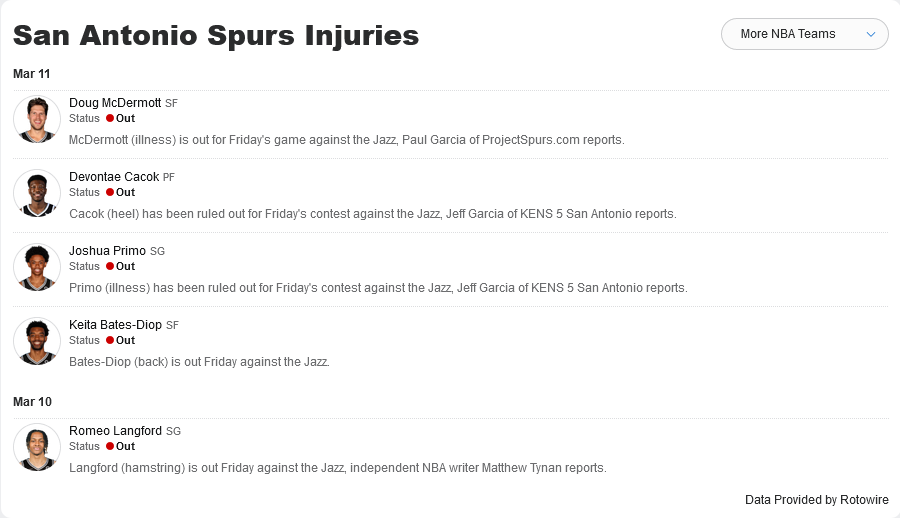 San Antonio Spurs Injuries
More NBA Teams
Mar 11
Doug McDermott SF
Status Out
McDermott (illness) is out for Friday's game against the Jazz, Paul Garcia of ProjectSpurs.com reports.
Devontae Cacok PF
Status Out
Cacok (heel) has been ruled out for Friday's contest against the Jazz, Jeff Garcia of KENS 5 San Antonio reports.
Joshua Primo SG
Status Out
Primo (illness) has been ruled out for Friday's contest against the Jazz, Jeff Garcia of KENS 5 San Antonio reports.
Keita Bates-Diop SF
Status Out
Bates-Diop (back) is out Friday against the Jazz.
Mar 10
Romeo Langford SG
Status Out
Langford (hamstring) is out Friday against the Jazz, independent NBA writer Matthew Tynan reports.
Data Provided by Rotowire